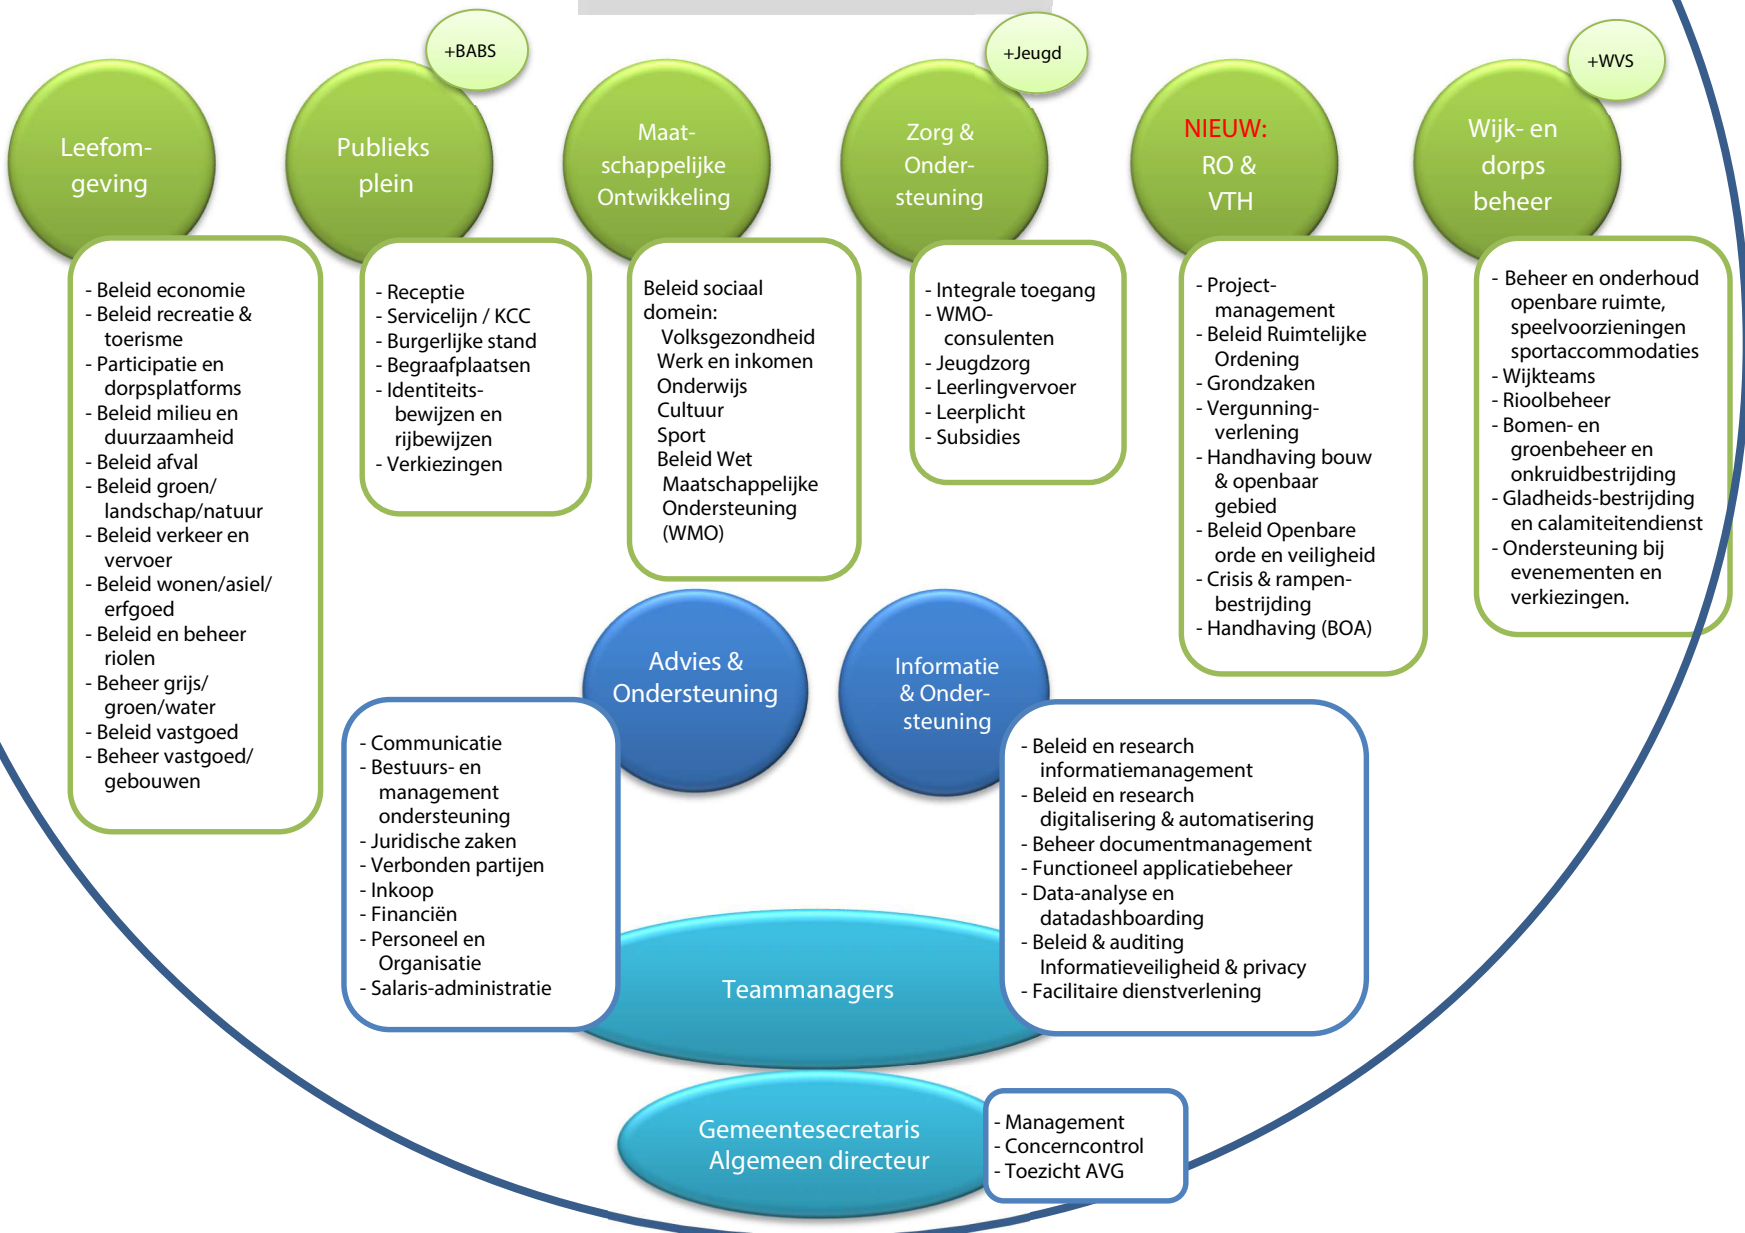 Leefom-
geving
- Beleid economie
- Beleid recreatie &
toerisme
- Participatie en
dorpsplatforms
- Beleid milieu en
duurzaamheid
- Beleid afval
- Beleid groen/
landschap/natuur
- Beleid verkeer en
vervoer
- Beleid wonen/asiel/
erfgoed
- Beleid en beheer
riolen
- Beheer grijs/
groen/water
- Beleid vastgoed
- Beheer vastgoed/
gebouwen
+BABS
Publieks
plein
- Receptie
- Servicelijn / KCC
- Burgerlijke stand
- Begraafplaatsen
- Identiteits-
bewijzen en
rijbewijzen
- Verkiezingen
Maat-
schappelijke
Ontwikkeling
Beleid sociaal
domein:
Volksgezondheid
Werk en inkomen
Onderwijs
Cultuur
Sport
Beleid Wet
Maatschappelijke
Ondersteuning
(WMO)
+Jeugd
Zorg &
Onder-
steuning
- Integrale toegang
- WMO-
consulenten
- Jeugdzorg
- Leerlingvervoer
- Leerplicht
- Subsidies
NIEUW:
RO &
VTH
- Project-
management
- Beleid Ruimtelijke
Ordening
- Grondzaken
- Vergunning-
verlening
- Handhaving bouw
& openbaar
gebied
- Beleid Openbare
orde en veiligheid
- Crisis & rampen-
bestrijding
- Handhaving (BOA)
+WVS
Wijk- en
dorps
beheer
- Beheer en onderhoud
openbare ruimte,
speelvoorzieningen
sportaccommodaties
- Wijkteams
- Rioolbeheer
- Bomen- en
groenbeheer en
onkruidbestrijding
- Gladheids-bestrijding
en calamiteitendienst
- Ondersteuning bij
evenementen en
verkiezingen.
Advies &
Ondersteuning
- Communicatie
- Bestuurs- en
management
ondersteuning
- Juridische zaken
- Verbonden partijen
- Inkoop
- Financiën
- Personeel en
Organisatie
- Salaris-administratie
Informatie
& Onder-
steuning
- Beleid en research
informatiemanagement
- Beleid en research
digitalisering & automatisering
- Beheer documentmanagement
- Functioneel applicatiebeheer
- Data-analyse en
datadashboarding
- Beleid & auditing
Informatieveiligheid & privacy
- Facilitaire dienstverlening
Teammanagers
Gemeentesecretaris
Algemeen directeur
- Management
- Concerncontrol
- Toezicht AVG